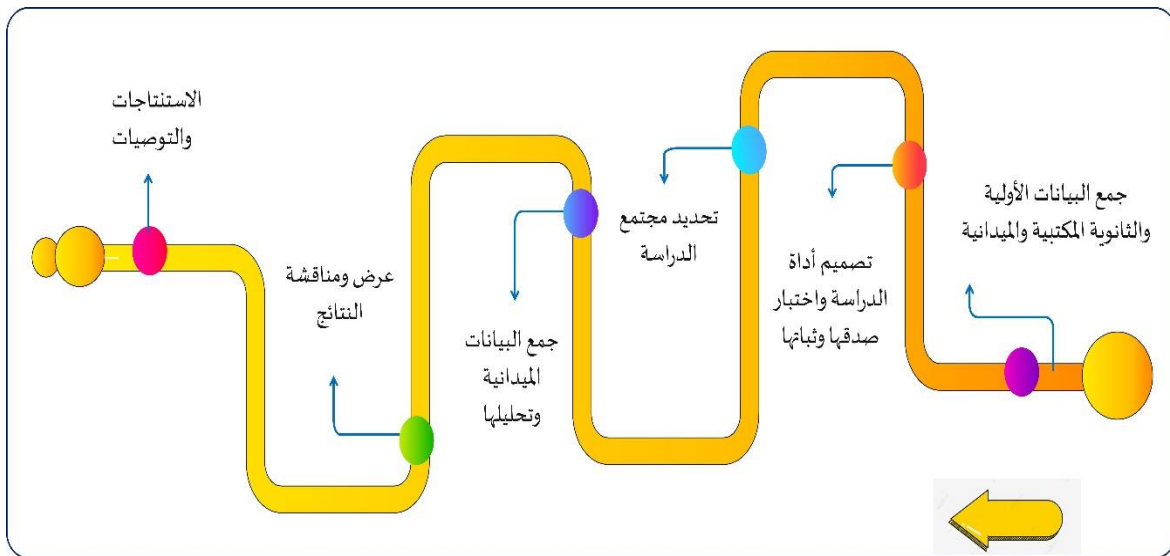 جمع البيانات الأولية
والثانوية المكتبية والميدانية
تصميم أداة
الدراسة واختبار
صدقها وثباتها
تحديد مجتمع
الدراسة
جمع البيانات
الميدانية
وتحليلها
عرض ومناقشة
النتائج
الاستنتاجات
والتوصيات